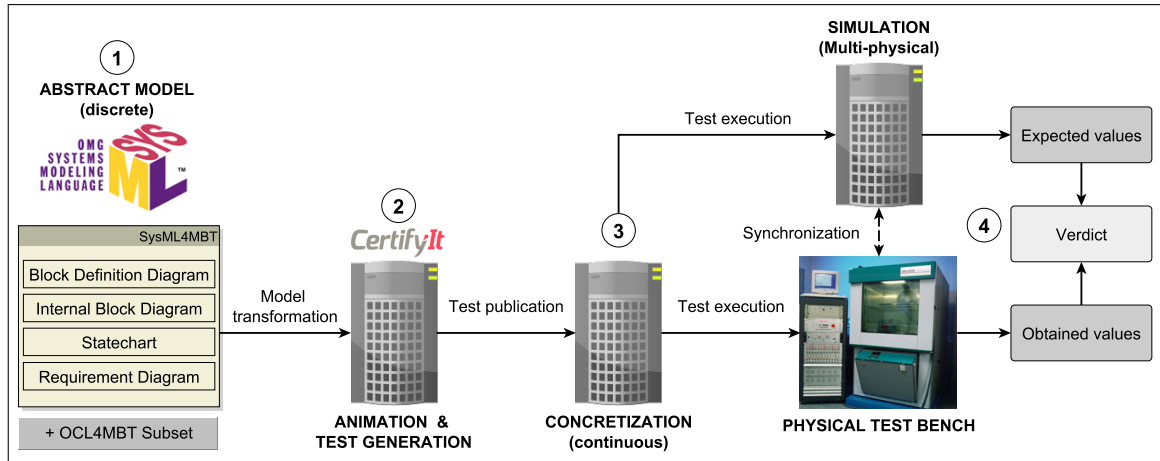 1
ABSTRACT MODEL
(discrete)
OMG
SYSTEMS
MODELING
LANGUAGE
SYS
ML™
SysML4MBT
Block Definition Diagram
Internal Block Diagram
Statechart
Requirement Diagram
+ OCL4MBT Subset
Model
transformation
2
CertifyIt
ANIMATION &
TEST GENERATION
Test publication
3
CONCRETIZATION
(continuous)
Test execution
Test execution
SIMULATION
(Multi-physical)
Synchronization
PHYSICAL TEST BENCH
4
Expected values
Verdict
Obtained values